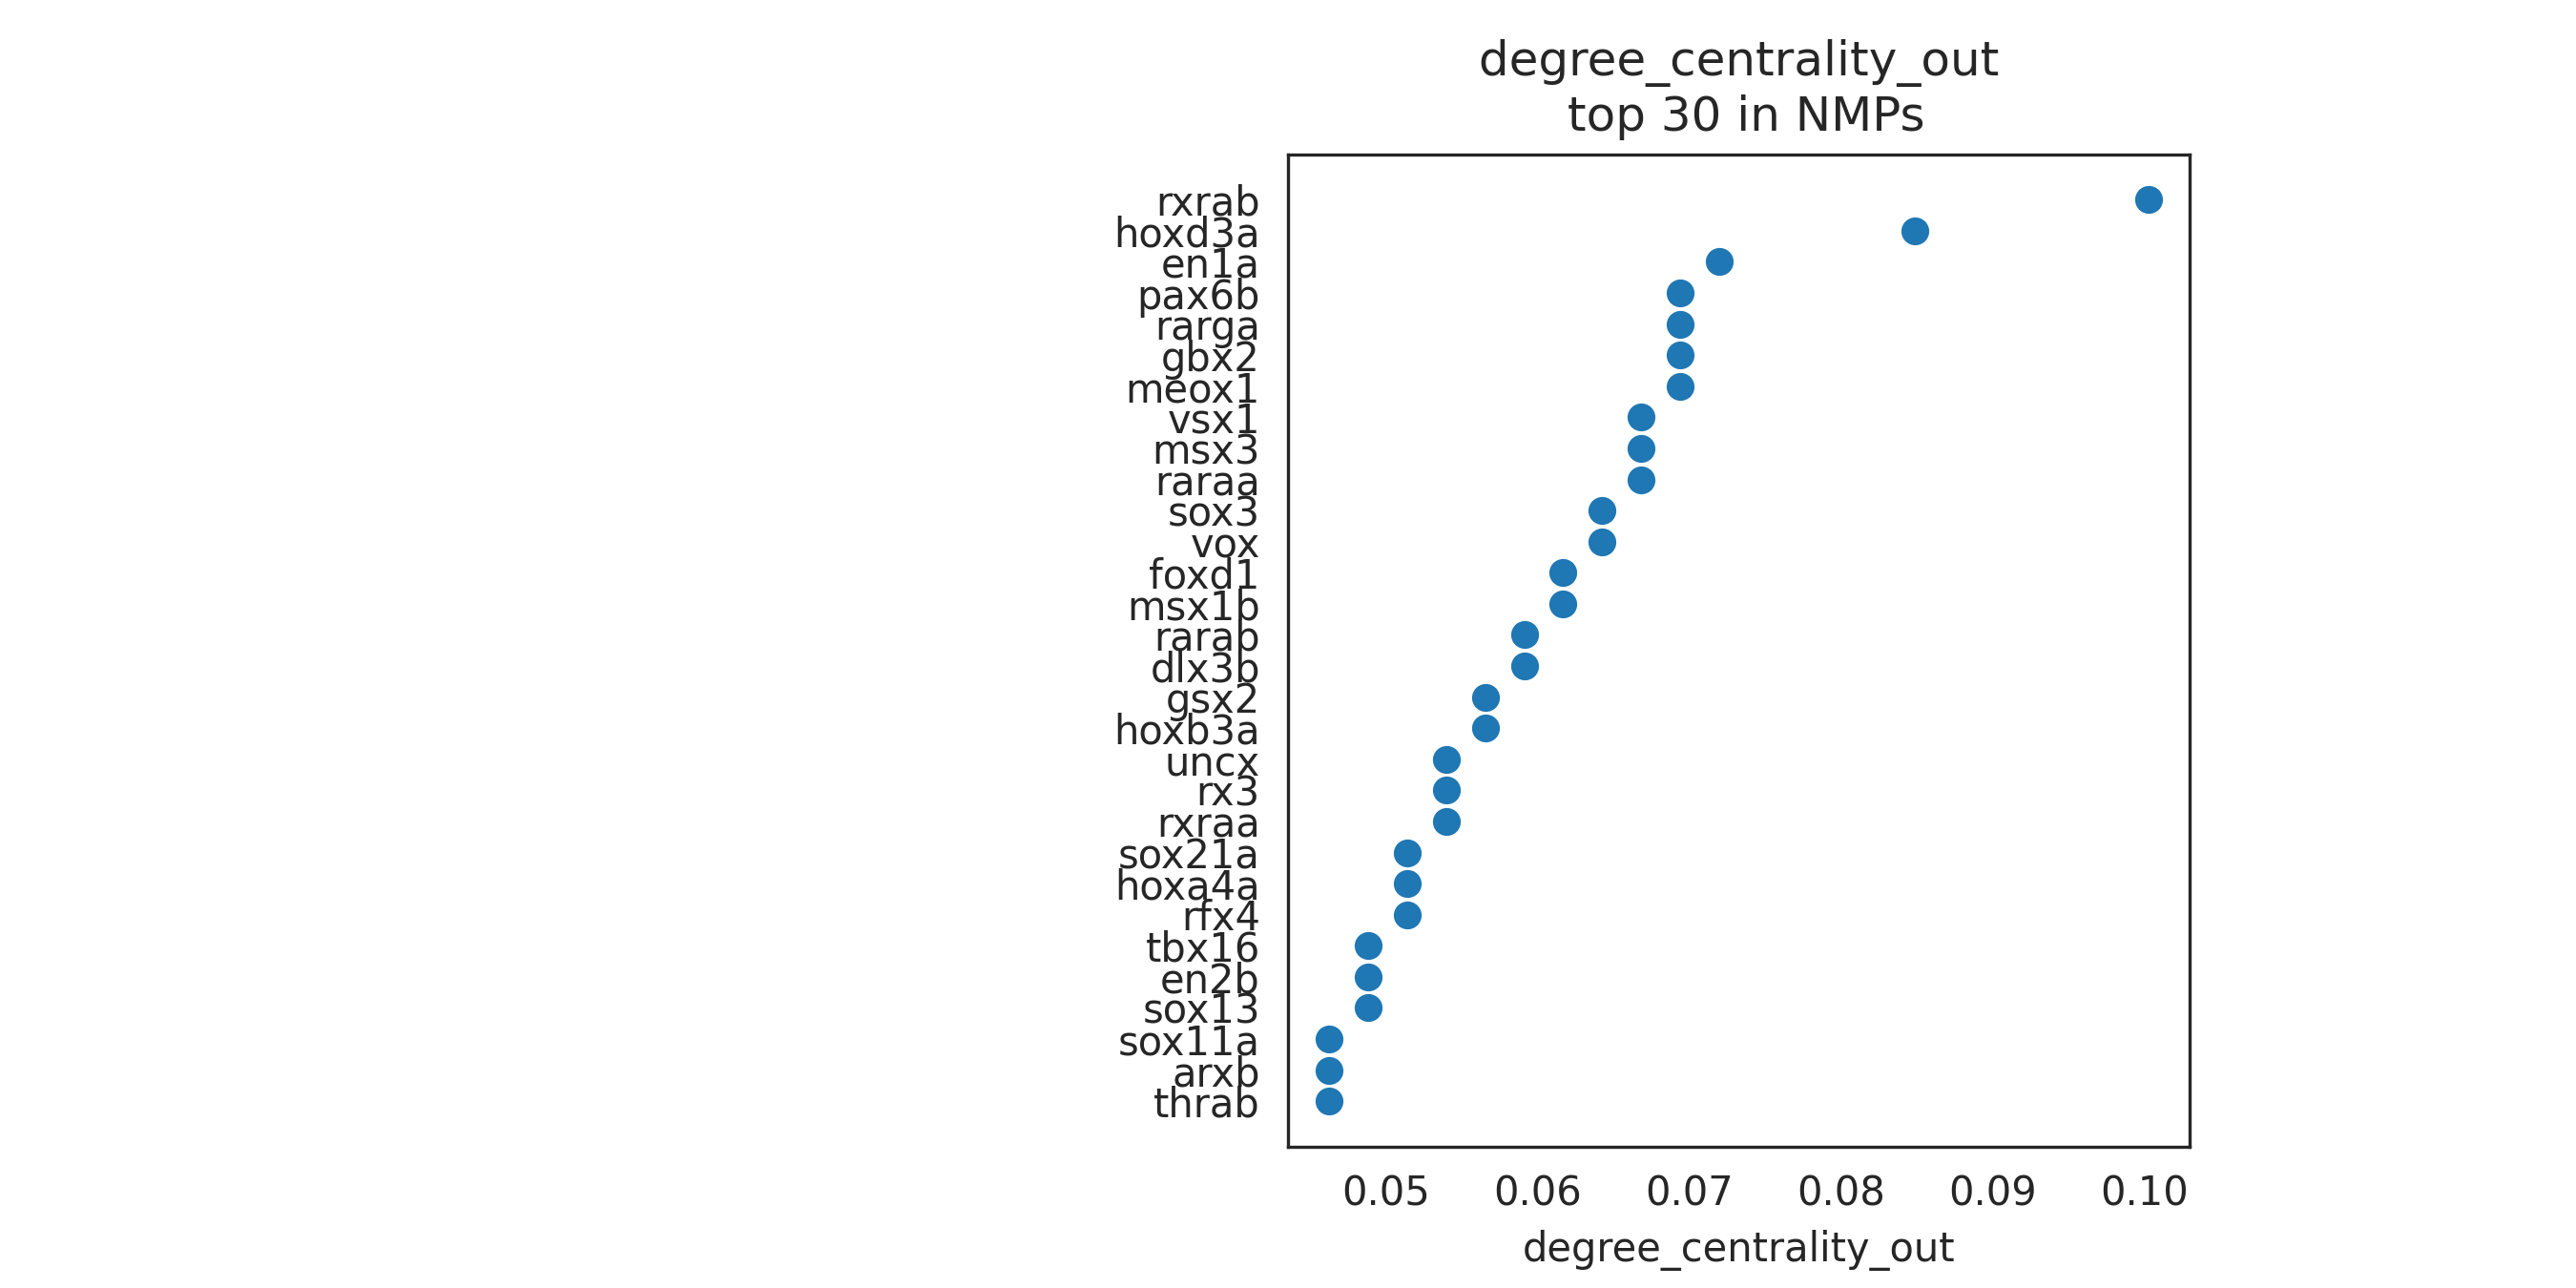 degree_centrality_out
top 30 in NMPs
rxrab
hoxd3a
en1a
pax6b
rarga
gbx2
meox1
vsx1
msx3
raraa
sox3
vox
foxd1
msx1b
rarab
dlx3b
gsx2
hoxb3a
uncx
rx3
rxraa
sox21a
hoxa4a
rfx4
tbx16
en2b
sox13
sox11a
arxb
thrab
0.05 0.06 0.07 0.08 0.09 0.10
degree_centrality_out